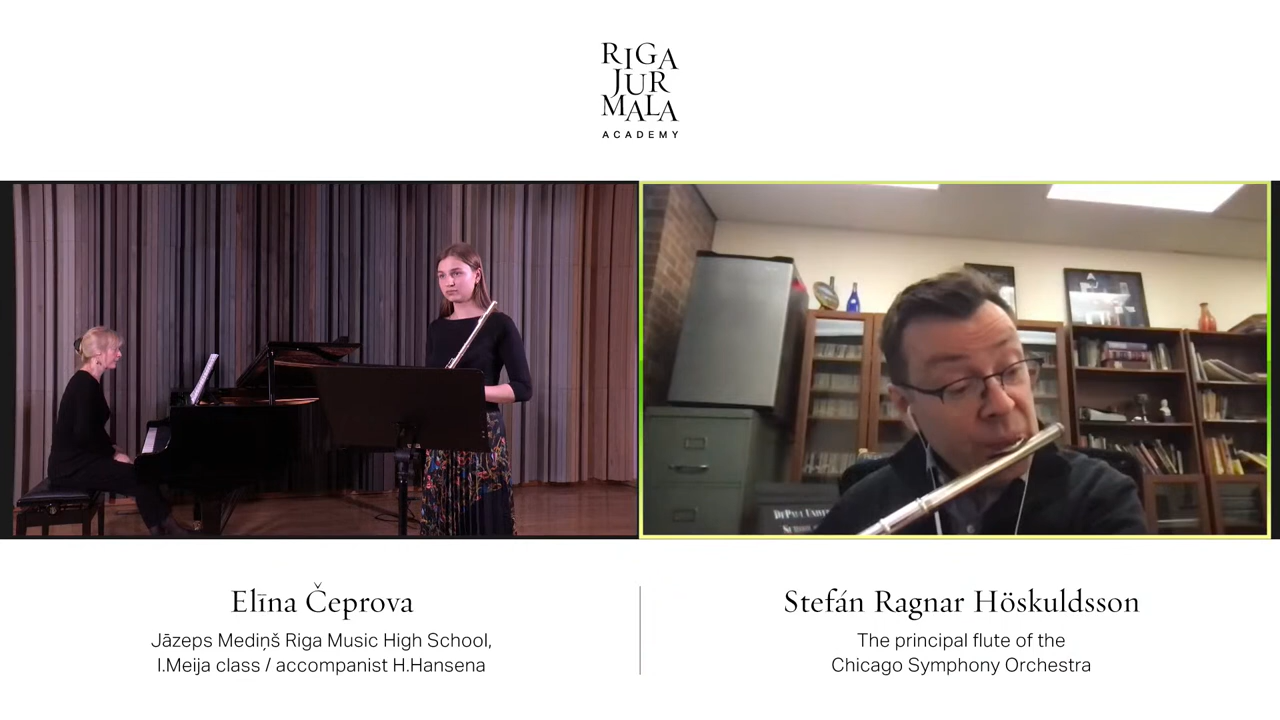 RIGA
JUR
MALA
ACADEMY
DEPAUL
Elīna Čeprova
Jāzeps Mediņš Riga Music High School,
I.Meija class / accompanist H.Hansena
Stefán Ragnar Höskuldsson
The principal flute of the
Chicago Symphony Orchestra